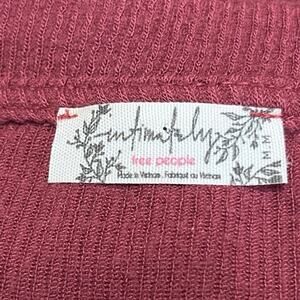 intimately
free people
Made in Vietnam . Fabriqué au Vietnam
M-M